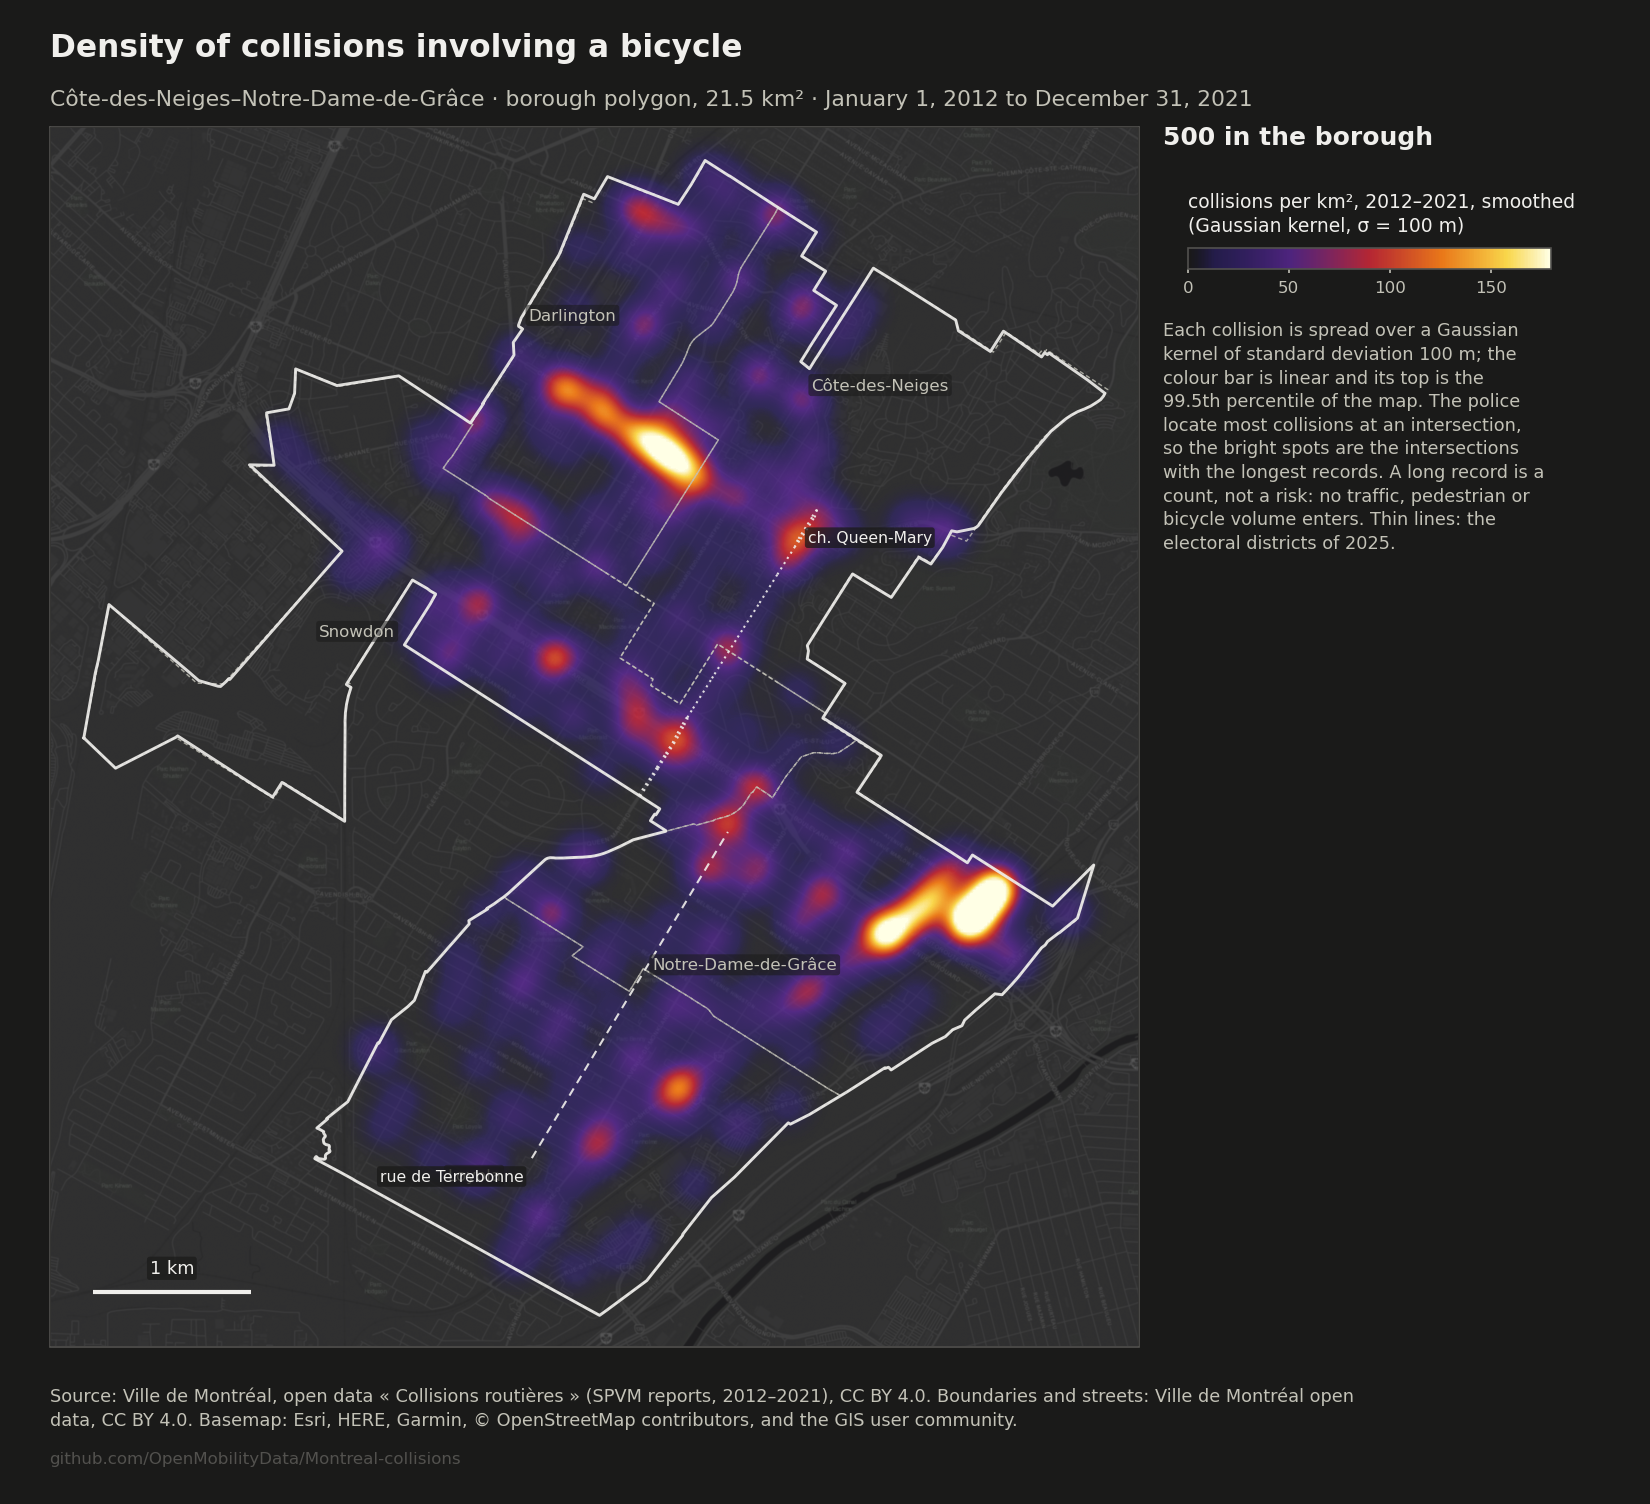 Density of collisions involving a bicycle
Côte-des-Neiges–Notre-Dame-de-Grâce · borough polygon, 21.5 km² · January 1, 2012 to December 31, 2021
500 in the borough
collisions per km², 2012–2021, smoothed
(Gaussian kernel, σ = 100 m)
0 50 100 150
Each collision is spread over a Gaussian
kernel of standard deviation 100 m; the
colour bar is linear and its top is the
99.5th percentile of the map. The police
locate most collisions at an intersection,
so the bright spots are the intersections
with the longest records. A long record is a
count, not a risk: no traffic, pedestrian or
bicycle volume enters. Thin lines: the
electoral districts of 2025.
Darlington
Côte-des-Neiges
ch. Queen-Mary
Snowdon
Notre-Dame-de-Grâce
rue de Terrebonne
1 km
Source: Ville de Montréal, open data « Collisions routières » (SPVM reports, 2012–2021), CC BY 4.0. Boundaries and streets: Ville de Montréal open
data, CC BY 4.0. Basemap: Esri, HERE, Garmin, © OpenStreetMap contributors, and the GIS user community.
github.com/OpenMobilityData/Montreal-collisions